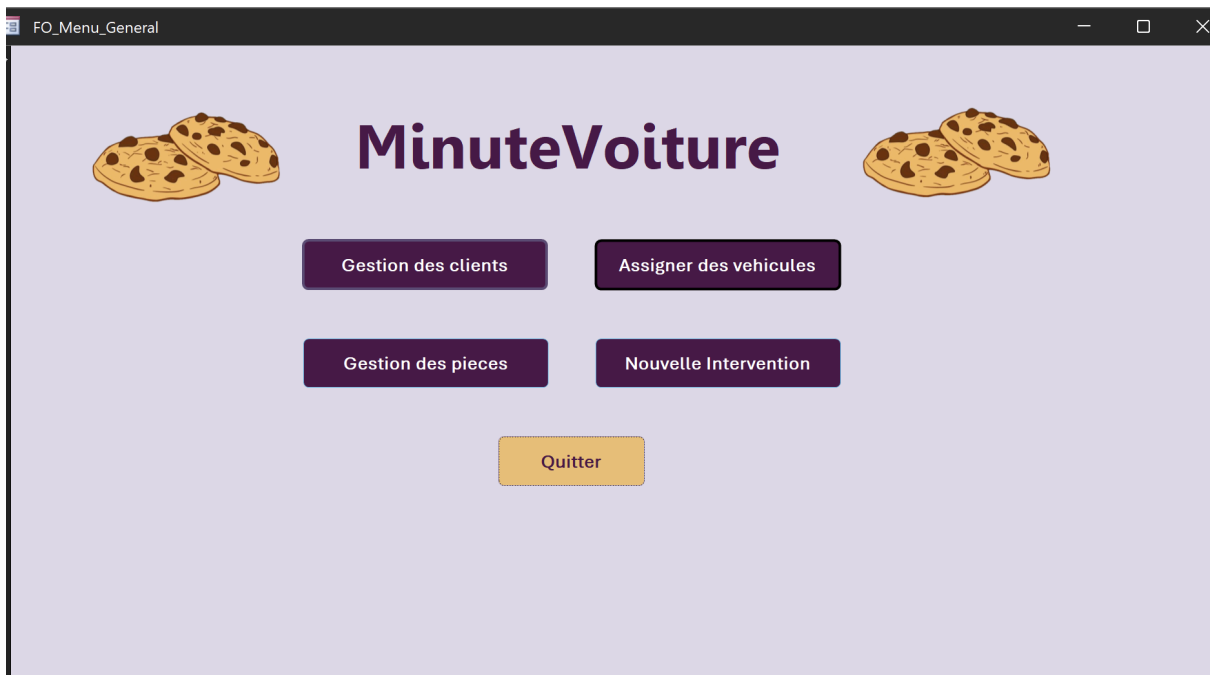 FO_Menu_General
MinuteVoiture
Gestion des clients
Assigner des vehicules
Gestion des pieces
Nouvelle Intervention
Quitter